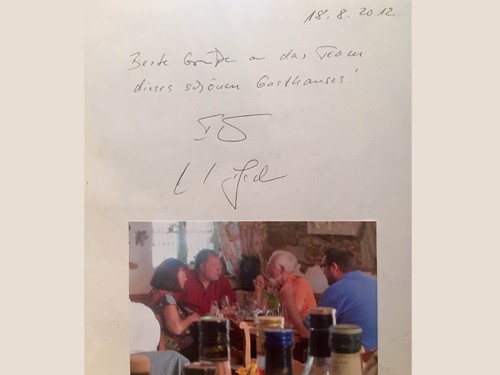 18.8.2012
Beste Grüße an das Team
dieses schönen Gasthauses!